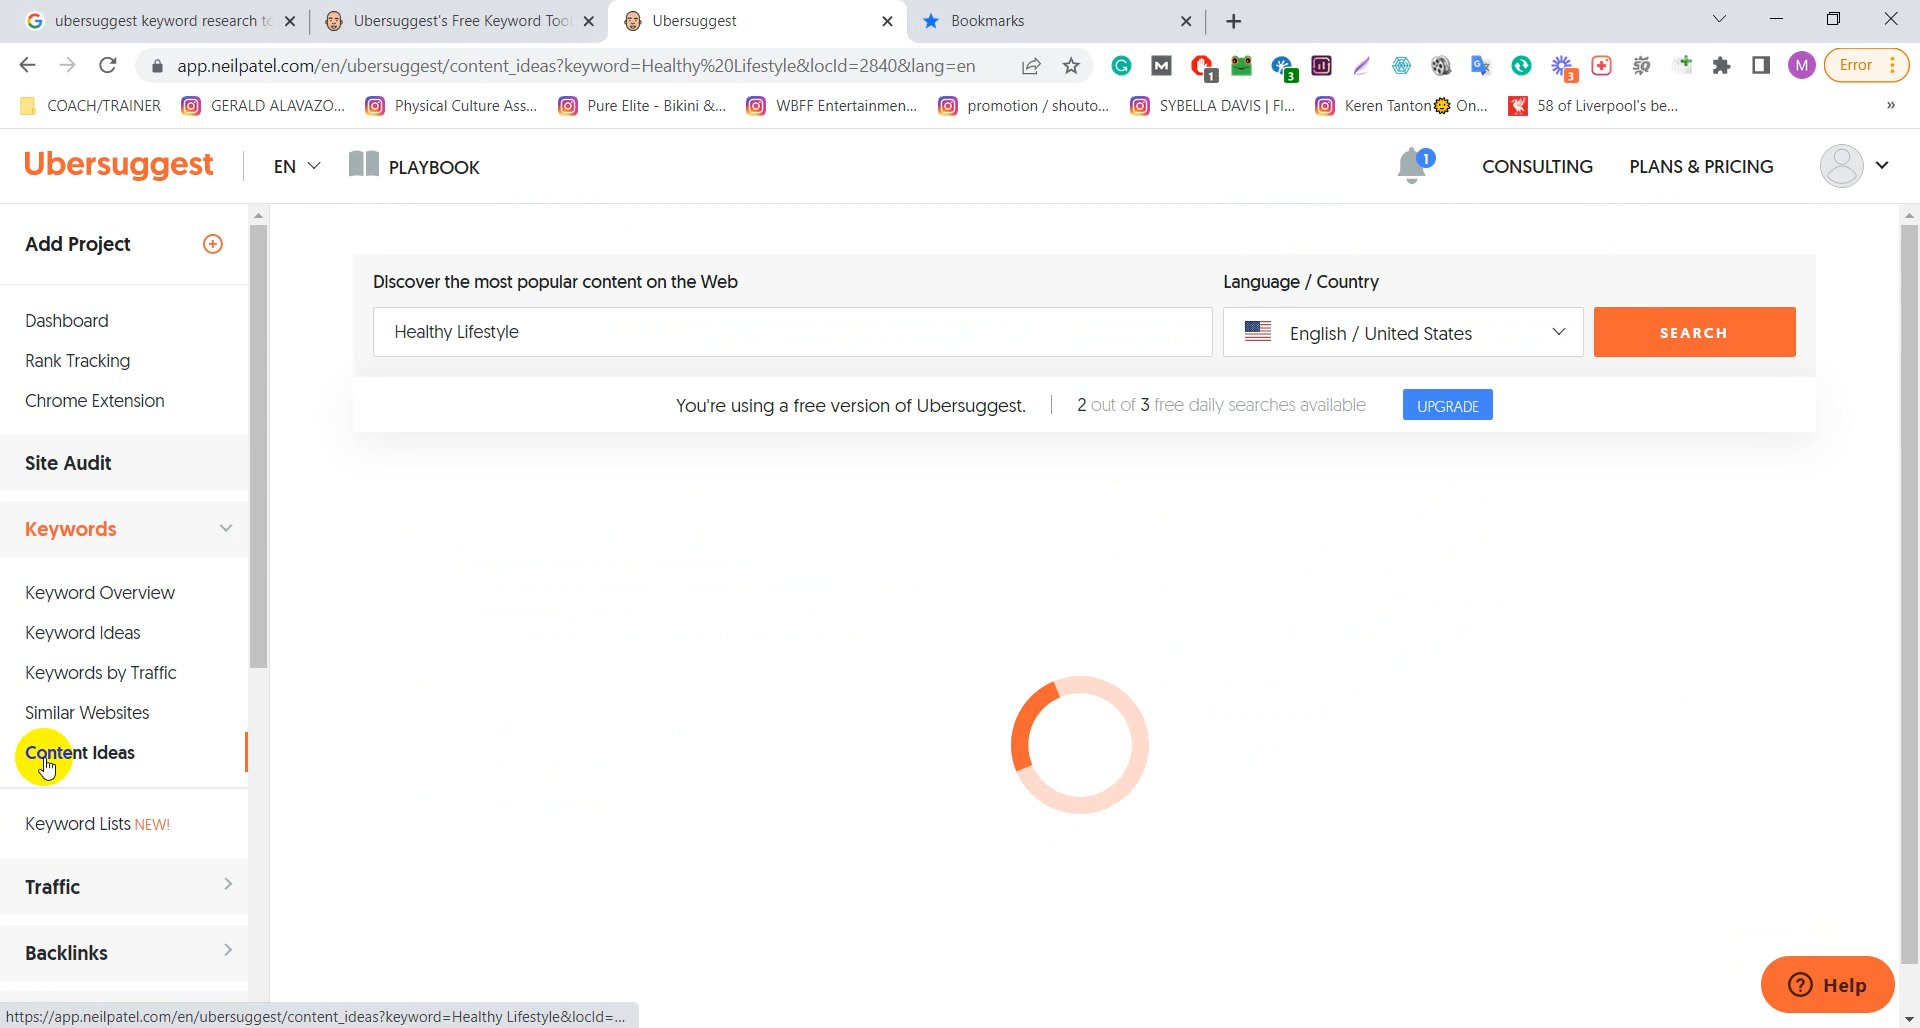 ubersuggest keyword research to
Ubersuggest's Free Keyword Tool
Ubersuggest
Bookmarks
app.neilpatel.com/en/ubersuggest/content_ideas?keyword=Healthy%20Lifestyle&locId=2840&lang=en
1
3
3
M
Error
COACH/TRAINER
GERALD ALAVAZO...
Physical Culture Ass...
Pure Elite - Bikini &...
WBFF Entertainmen...
promotion / shouto...
SYBELLA DAVIS | FI...
Keren Tanton🌞 On...
58 of Liverpool's be...
»
Ubersuggest
EN
PLAYBOOK
1
CONSULTING
PLANS & PRICING
Add Project
Dashboard
Rank Tracking
Chrome Extension
Site Audit
Keywords
Keyword Overview
Keyword Ideas
Keywords by Traffic
Similar Websites
Content Ideas
Keyword Lists NEW!
Traffic
Backlinks
Discover the most popular content on the Web
Language / Country
Healthy Lifestyle
English / United States
SEARCH
You're using a free version of Ubersuggest.
2 out of 3 free daily searches available
UPGRADE
Help
https://app.neilpatel.com/en/ubersuggest/content_ideas?keyword=Healthy Lifestyle&locId=...